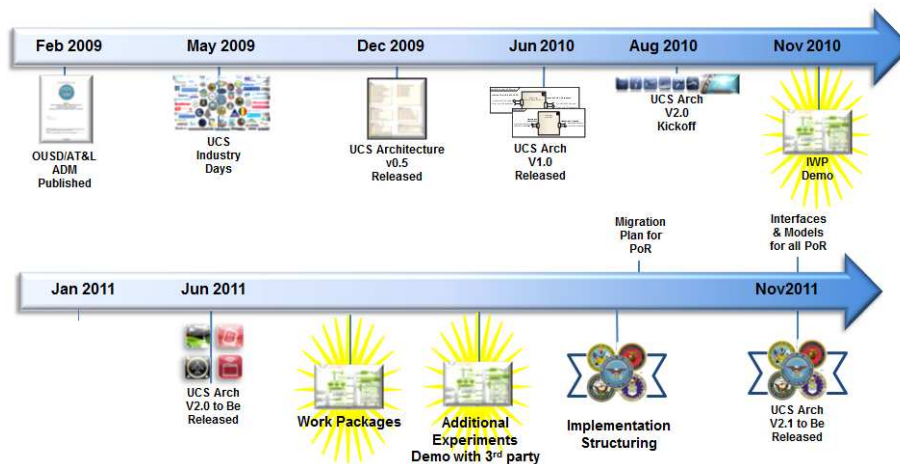 Feb 2009
May 2009
Dec 2009
Jun 2010
Aug 2010
Nov 2010
OUSD/AT&L
ADM
Published
UCS
Industry
Days
UCS Architecture
v0.5
Released
UCS Arch
V1.0
Released
UCS Arch
V2.0
Kickoff
IWP
Demo
Migration
Plan for
PoR
Interfaces
& Models
for all PoR
Jan 2011
Jun 2011
Nov2011
UCS Arch
V2.0 to Be
Released
Work Packages
Additional
Experiments
Demo with 3rd party
Implementation
Structuring
UCS Arch
V2.1 to Be
Released